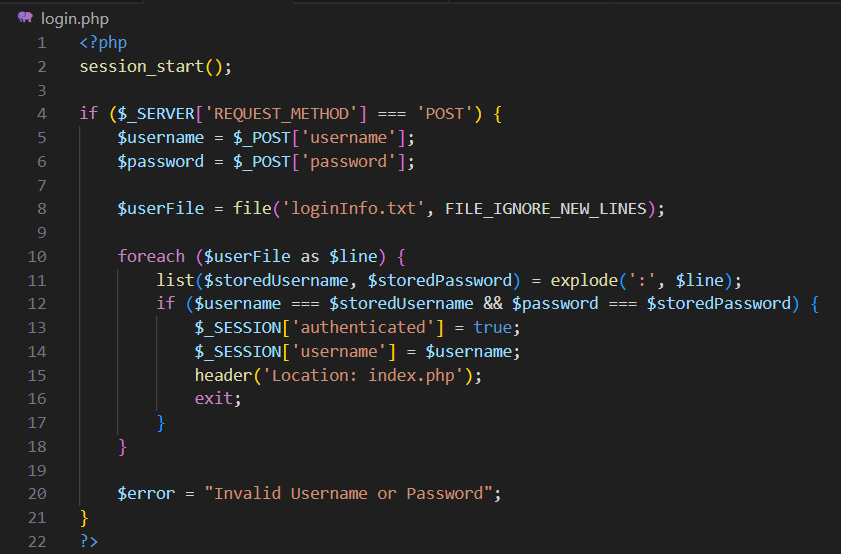 login.php
1 <?php
2 session_start();
3
4 if ($_SERVER['REQUEST_METHOD'] === 'POST') {
5     $username = $_POST['username'];
6     $password = $_POST['password'];
7
8     $userFile = file('loginInfo.txt', FILE_IGNORE_NEW_LINES);
9
10     foreach ($userFile as $line) {
11         list($storedUsername, $storedPassword) = explode(':', $line);
12         if ($username === $storedUsername && $password === $storedPassword) {
13             $_SESSION['authenticated'] = true;
14             $_SESSION['username'] = $username;
15             header('Location: index.php');
16             exit;
17         }
18     }
19
20     $error = "Invalid Username or Password";
21 }
22 ?>